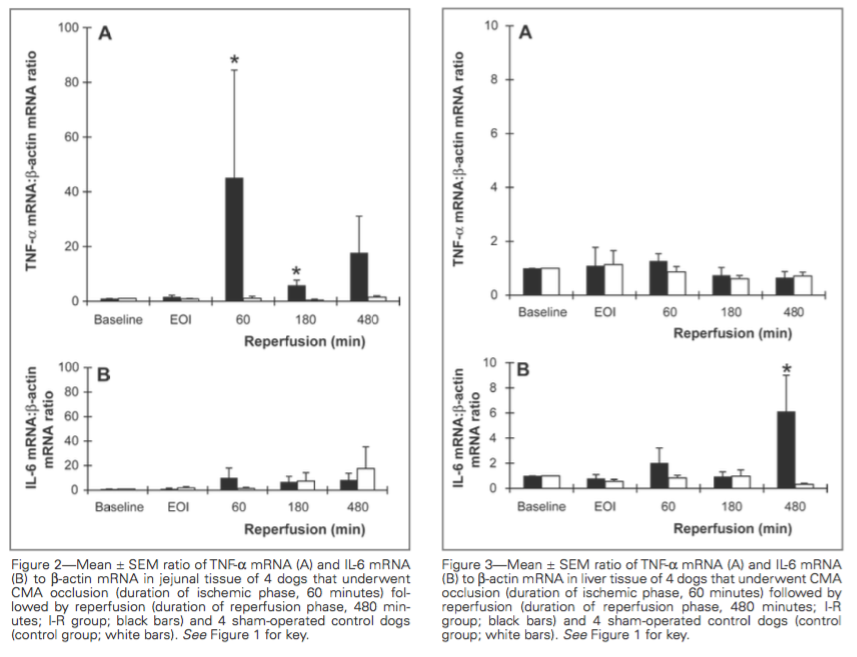 A
TNF-α mRNA:β-actin mRNA ratio
100
80
60
40
20
0
*
*
Baseline
EOI
60
180
480
Reperfusion (min)
B
IL-6 mRNA:β-actin
mRNA ratio
100
80
60
40
20
0
Baseline
EOI
60
180
480
Reperfusion (min)
Figure 2—Mean ± SEM ratio of TNF-α mRNA (A) and IL-6 mRNA
(B) to β-actin mRNA in jejunal tissue of 4 dogs that underwent
CMA occlusion (duration of ischemic phase, 60 minutes) fol-
lowed by reperfusion (duration of reperfusion phase, 480 min-
utes; I-R group; black bars) and 4 sham-operated control dogs
(control group; white bars). See Figure 1 for key.
A
TNF-α mRNA:β-actin mRNA ratio
10
8
6
4
2
0
Baseline
EOI
60
180
480
Reperfusion (min)
B
IL-6 mRNA:β-actin
mRNA ratio
10
8
6
4
2
0
*
Baseline
EOI
60
180
480
Reperfusion (min)
Figure 3—Mean ± SEM ratio of TNF-α mRNA (A) and IL-6 mRNA
(B) to β-actin mRNA in liver tissue of 4 dogs that underwent CMA
occlusion (duration of ischemic phase, 60 minutes) followed by
reperfusion (duration of reperfusion phase, 480 minutes; I-R
group; black bars) and 4 sham-operated control dogs (control
group; white bars). See Figure 1 for key.